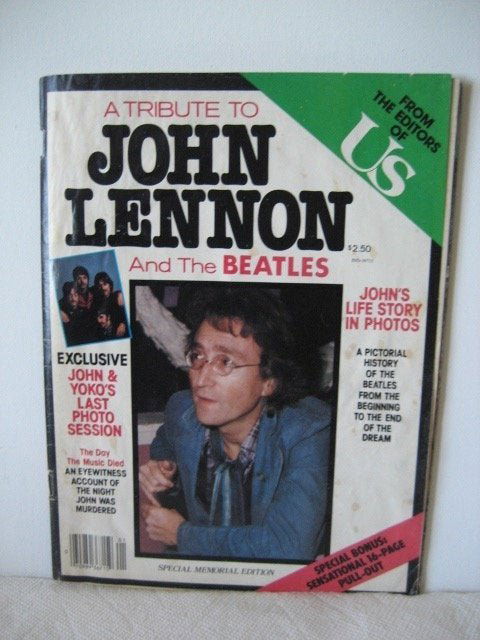 A TRIBUTE TO
JOHN
LENNON
And The BEATLES
FROM
THE EDITORS
OF
US
$2.50
JOHN'S
LIFE STORY
IN PHOTOS
A PICTORIAL
HISTORY
OF THE
BEATLES
FROM THE
BEGINNING
TO THE END
OF THE
DREAM
EXCLUSIVE
JOHN &
YOKO'S
LAST
PHOTO
SESSION
The Day
The Music Died
AN EYEWITNESS
ACCOUNT OF
THE NIGHT
JOHN WAS
MURDERED
SPECIAL MEMORIAL EDITION
SPECIAL BONUS:
SENSATIONAL 16-PAGE
PULL-OUT